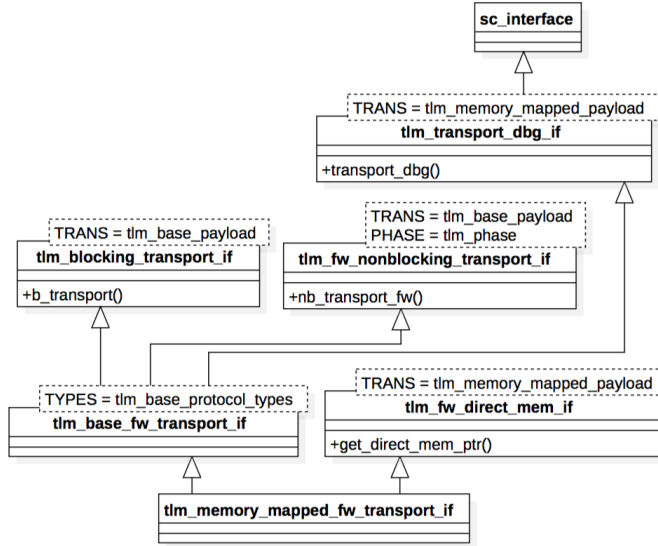 sc_interface
TRANS = tlm_memory_mapped_payload
tlm_transport_dbg_if
+transport_dbg()
TRANS = tlm_base_payload
PHASE = tlm_phase
tlm_fw_nonblocking_transport_if
+nb_transport_fw()
TRANS = tlm_base_payload
tlm_blocking_transport_if
+b_transport()
TYPES = tlm_base_protocol_types
tlm_base_fw_transport_if
TRANS = tlm_memory_mapped_payload
tlm_fw_direct_mem_if
+get_direct_mem_ptr()
tlm_memory_mapped_fw_transport_if